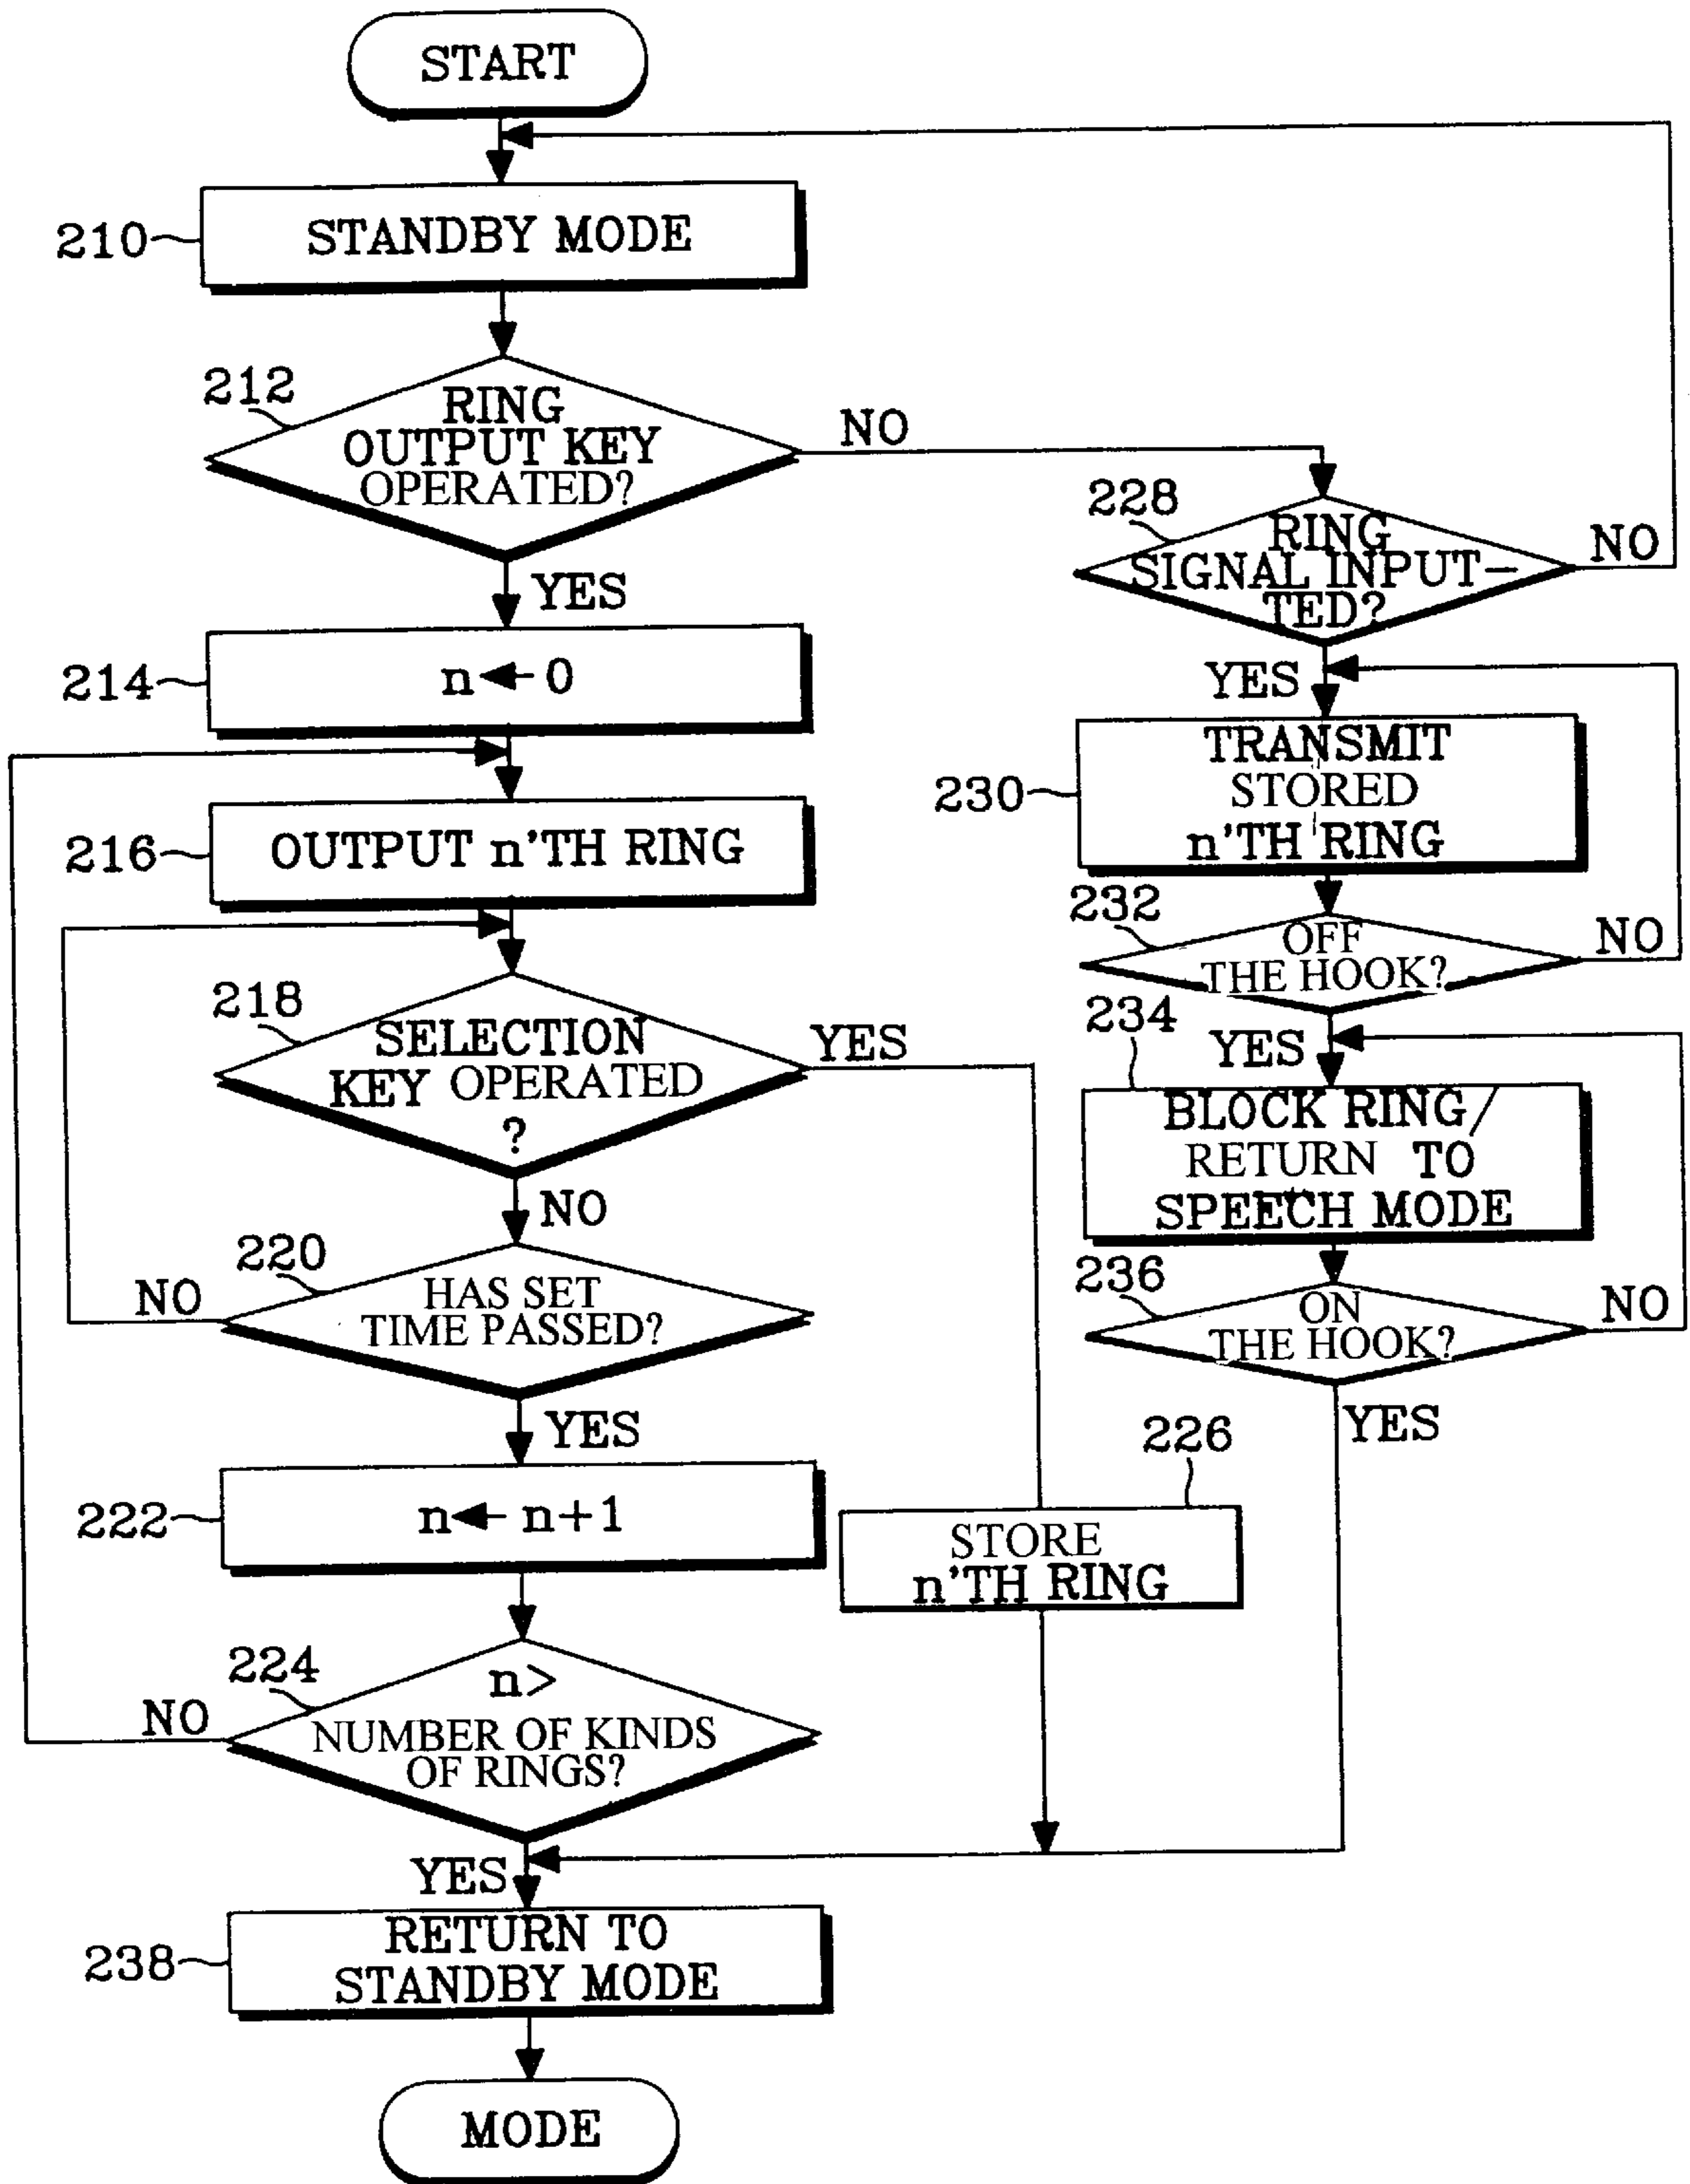 START
210
STANDBY MODE
212
RING
OUTPUT KEY
OPERATED?
NO
YES
228
RING
SIGNAL INPUT-
TED?
NO
YES
214
n←0
216
OUTPUT n'TH RING
230
TRANSMIT
STORED
n'TH RING
232
OFF
THE HOOK?
NO
YES
218
SELECTION
KEY OPERATED
?
YES
NO
234
BLOCK RING/
RETURN TO
SPEECH MODE
220
HAS SET
TIME PASSED?
NO
YES
236
ON
THE HOOK?
NO
YES
222
n←n+1
226
STORE
n'TH RING
224
n>
NUMBER OF KINDS
OF RINGS?
NO
YES
238
RETURN TO
STANDBY MODE
MODE